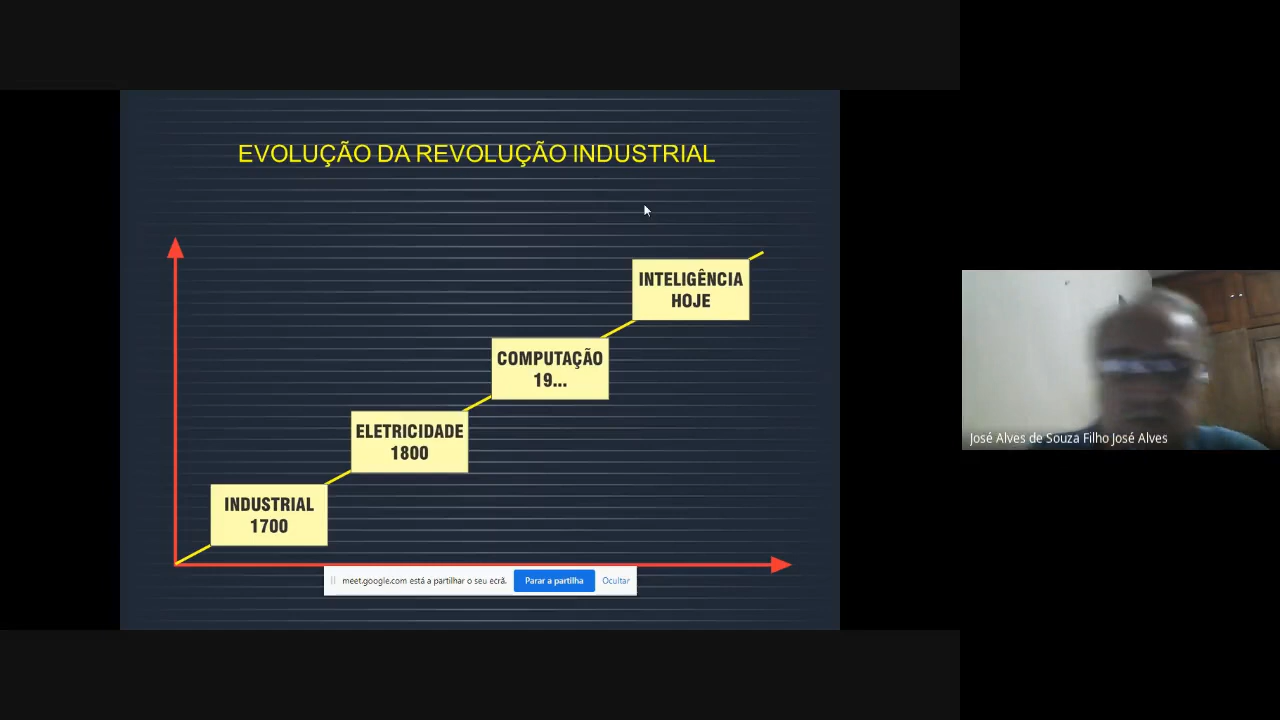 EVOLUÇÃO DA REVOLUÇÃO INDUSTRIAL
INTELIGÊNCIA
HOJE
COMPUTAÇÃO
19...
ELETRICIDADE
1800
INDUSTRIAL
1700
meet.google.com está a partilhar o seu ecrã.
Parar a partilha
Ocultar
José Alves de Souza Filho José Alves